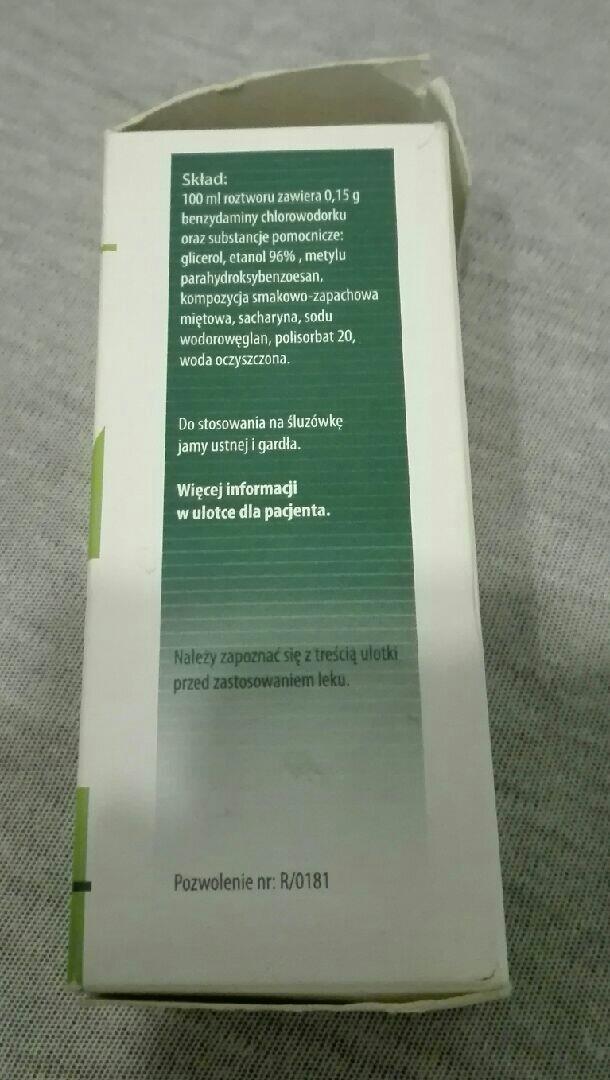 Skład:
100 ml roztworu zawiera 0,15 g
benzydaminy chlorowodorku
oraz substancje pomocnicze:
glicerol, etanol 96% , metylu
parahydroksybenzoesan,
kompozycja smakowo-zapachowa
miętowa, sacharyna, sodu
wodorowęglan, polisorbat 20,
woda oczyszczona.
Do stosowania na śluzówkę
jamy ustnej i gardła.
Więcej informacji
w ulotce dla pacjenta.
Należy zapoznać się z treścią ulotki
przed zastosowaniem leku.
Pozwolenie nr: R/0181